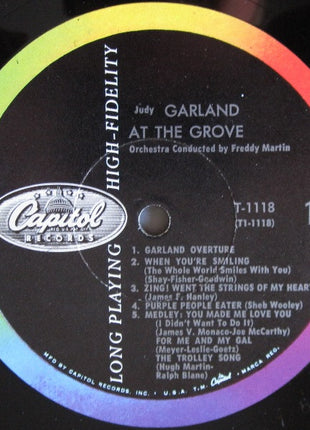 Judy GARLAND
AT THE GROVE
Orchestra Conducted by Freddy Martin
LONG PLAYING
HIGH-FIDELITY
Capitol
RECORDS
T-1118
1
(T1-1118)
1. GARLAND OVERTURE
2. WHEN YOU'RE SMILING
(The Whole World Smiles With You)
(Shay-Fisher-Goodwin)
3. ZING! WENT THE STRINGS OF MY HEART
(James F. Hanley)
4. PURPLE PEOPLE EATER (Sheb Wooley)
5. MEDLEY: YOU MADE ME LOVE YOU
(I Didn't Want To Do It)
(James V. Monaco-Joe McCarthy)
FOR ME AND MY GAL
(Meyer-Leslie-Goetz)
THE TROLLEY SONG
(Hugh Martin-
Ralph Blane)
MFD BY CAPITOL RECORDS, INC. • U.S.A. T.M. Capitol MARCA REG.